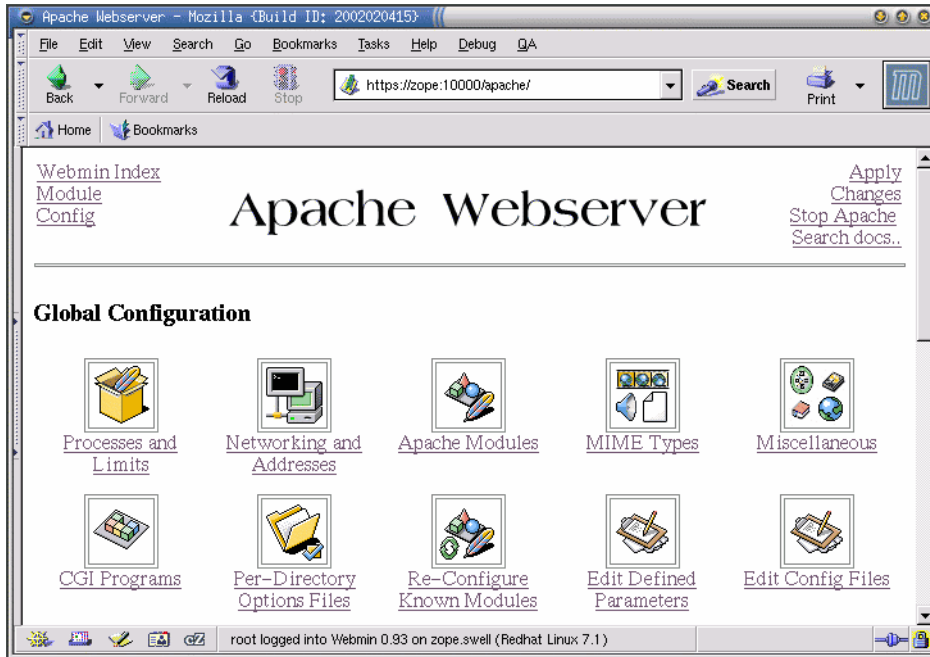 Apache Webserver - Mozilla {Build ID: 2002020415}
File Edit View Search Go Bookmarks Tasks Help Debug QA
Back Forward Reload Stop https://zope:10000/apache/ Search Print
Home Bookmarks
Webmin Index
Module
Config
Apache Webserver
Apply
Changes
Stop Apache
Search docs..
Global Configuration
Processes and
Limits
Networking and
Addresses
Apache Modules
MIME Types
Miscellaneous
CGI Programs
Per-Directory
Options Files
Re-Configure
Known Modules
Edit Defined
Parameters
Edit Config Files
root logged into Webmin 0.93 on zope.swell (Redhat Linux 7.1)